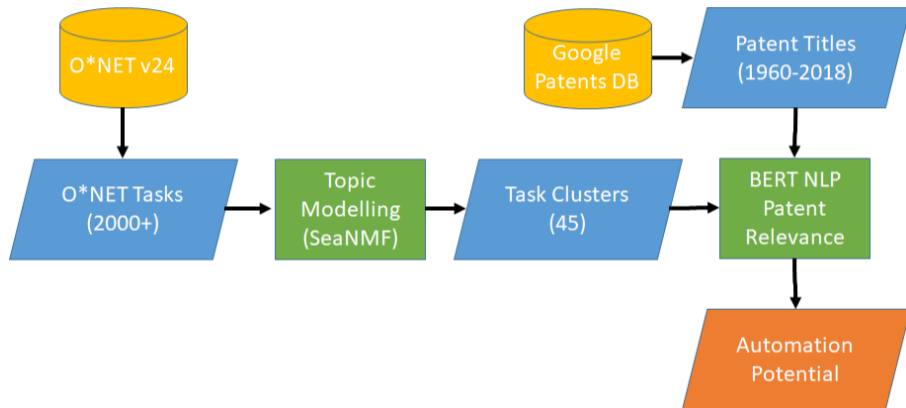 O*NET v24
Google
Patents DB
Patent Titles
(1960-2018)
O*NET Tasks
(2000+)
Topic
Modelling
(SeaNMF)
Task Clusters
(45)
BERT NLP
Patent
Relevance
Automation
Potential